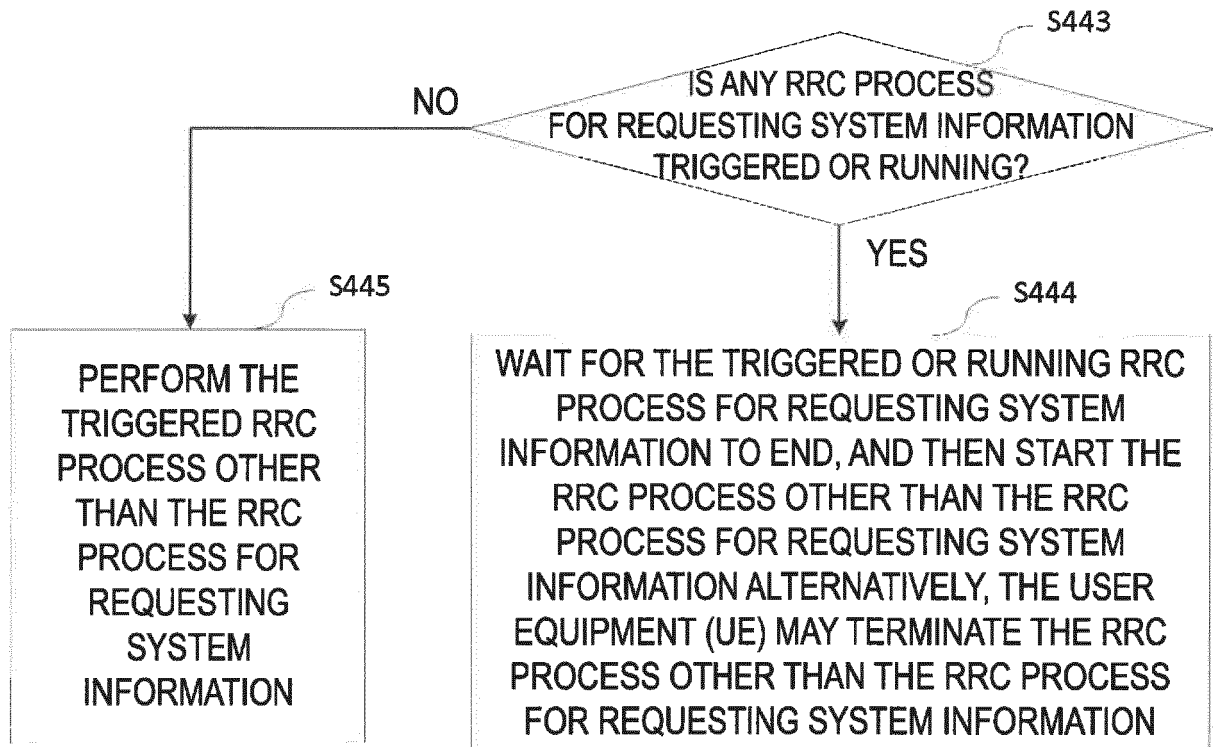 S443
IS ANY RRC PROCESS
FOR REQUESTING SYSTEM INFORMATION
TRIGGERED OR RUNNING?
NO
YES
S445
PERFORM THE
TRIGGERED RRC
PROCESS OTHER
THAN THE RRC
PROCESS FOR
REQUESTING
SYSTEM
INFORMATION
S444
WAIT FOR THE TRIGGERED OR RUNNING RRC
PROCESS FOR REQUESTING SYSTEM
INFORMATION TO END, AND THEN START THE
RRC PROCESS OTHER THAN THE RRC
PROCESS FOR REQUESTING SYSTEM
INFORMATION ALTERNATIVELY, THE USER
EQUIPMENT (UE) MAY TERMINATE THE RRC
PROCESS OTHER THAN THE RRC PROCESS
FOR REQUESTING SYSTEM INFORMATION